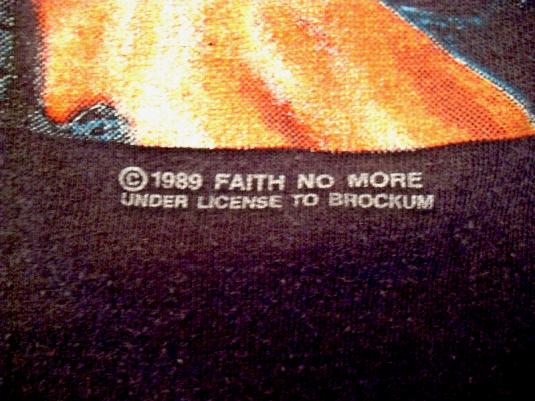 © 1989 FAITH NO MORE
UNDER LICENSE TO BROCKUM